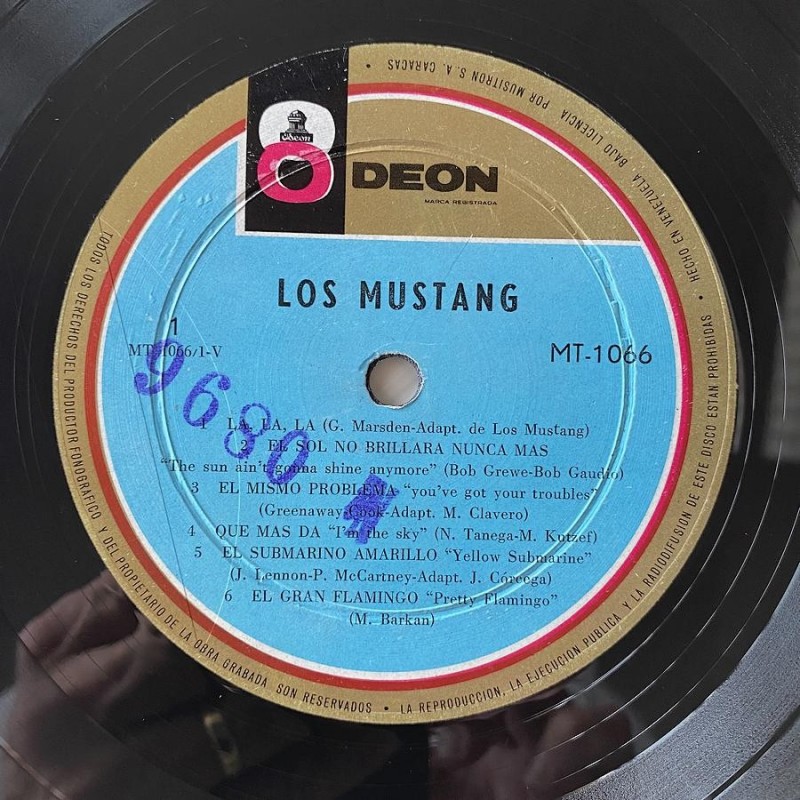 Odeon
ODEON
MARCA REGISTRADA
LOS MUSTANG
1
MT-1066/1-V
MT-1066
9680
1 LA, LA, LA (G. Marsden-Adapt. de Los Mustang)
2 EL SOL NO BRILLARA NUNCA MAS
"The sun ain't gonna shine anymore" (Bob Grewe-Bob Gaudio)
3 EL MISMO PROBLEMA "you've got your troubles"
(Greenaway-Cook-Adapt. M. Clavero)
4 QUE MAS DA "I'm the sky" (N. Tanega-M. Kutzef)
5 EL SUBMARINO AMARILLO "Yellow Submarine"
(J. Lennon-P. McCartney-Adapt. J. Córcega)
6 EL GRAN FLAMINGO "Pretty Flamingo"
(M. Barkan)
TODOS LOS DERECHOS DEL PRODUCTOR FONOGRAFICO Y DEL PROPIETARIO DE LA OBRA GRABADA SON RESERVADOS • LA REPRODUCCION, LA EJECUCION PUBLICA Y LA RADIODIFUSION DE ESTE DISCO ESTAN PROHIBIDAS • HECHO EN VENEZUELA BAJO LICENCIA POR MUSITRON S.A. CARACAS